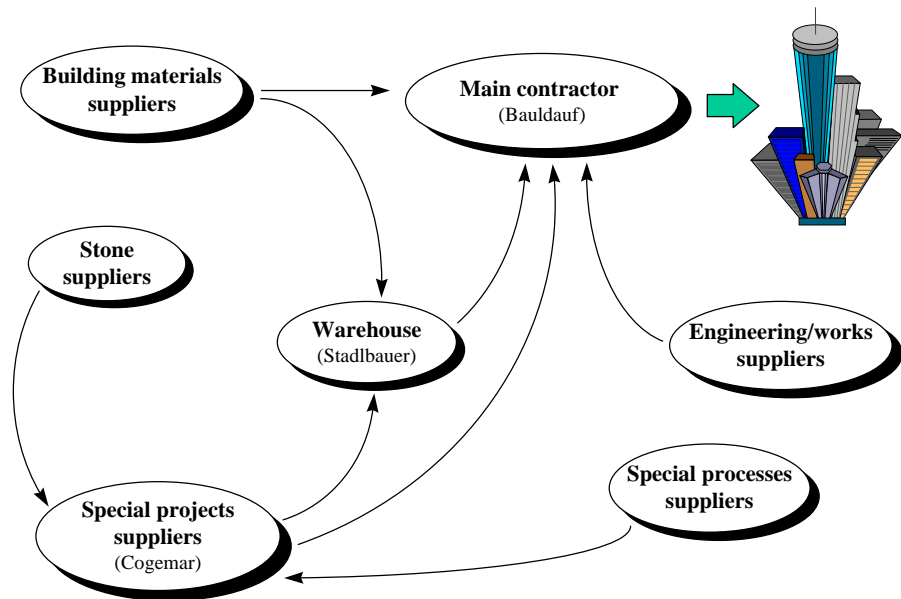 Building materials
suppliers
Main contractor
(Bauldauf)
Stone
suppliers
Warehouse
(Stadlbauer)
Engineering/works
suppliers
Special processes
suppliers
Special projects
suppliers
(Cogemar)